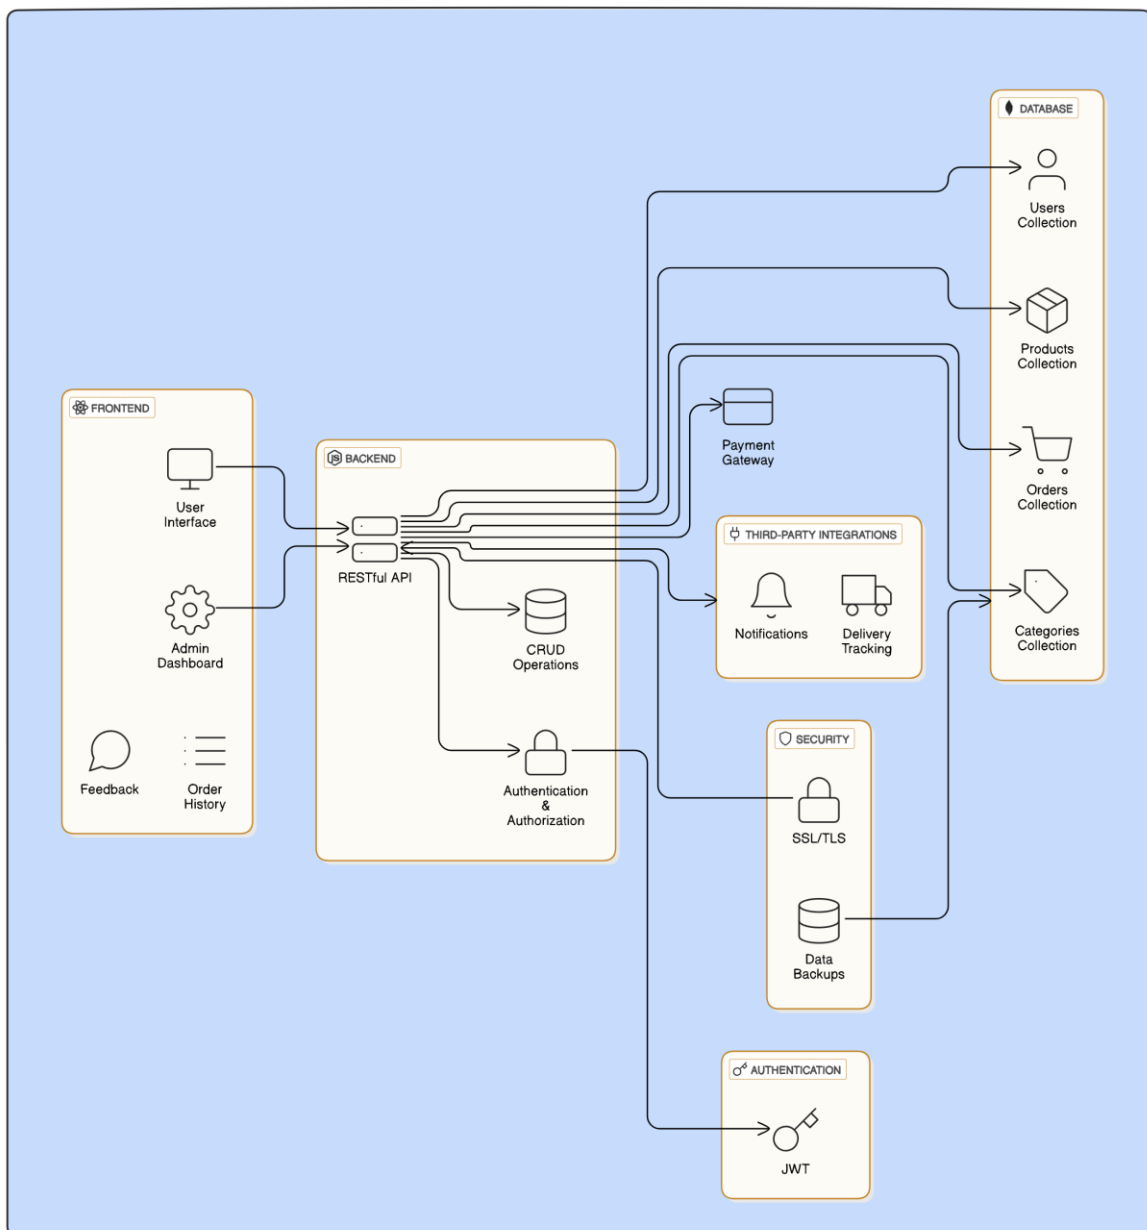 DATABASE
Users
Collection
Products
Collection
Orders
Collection
Categories
Collection
FRONTEND
User
Interface
Admin
Dashboard
Feedback
Order
History
JS
BACKEND
RESTful API
CRUD
Operations
Authentication
&
Authorization
Payment
Gateway
THIRD-PARTY INTEGRATIONS
Notifications
Delivery
Tracking
SECURITY
SSL/TLS
Data
Backups
AUTHENTICATION
JWT